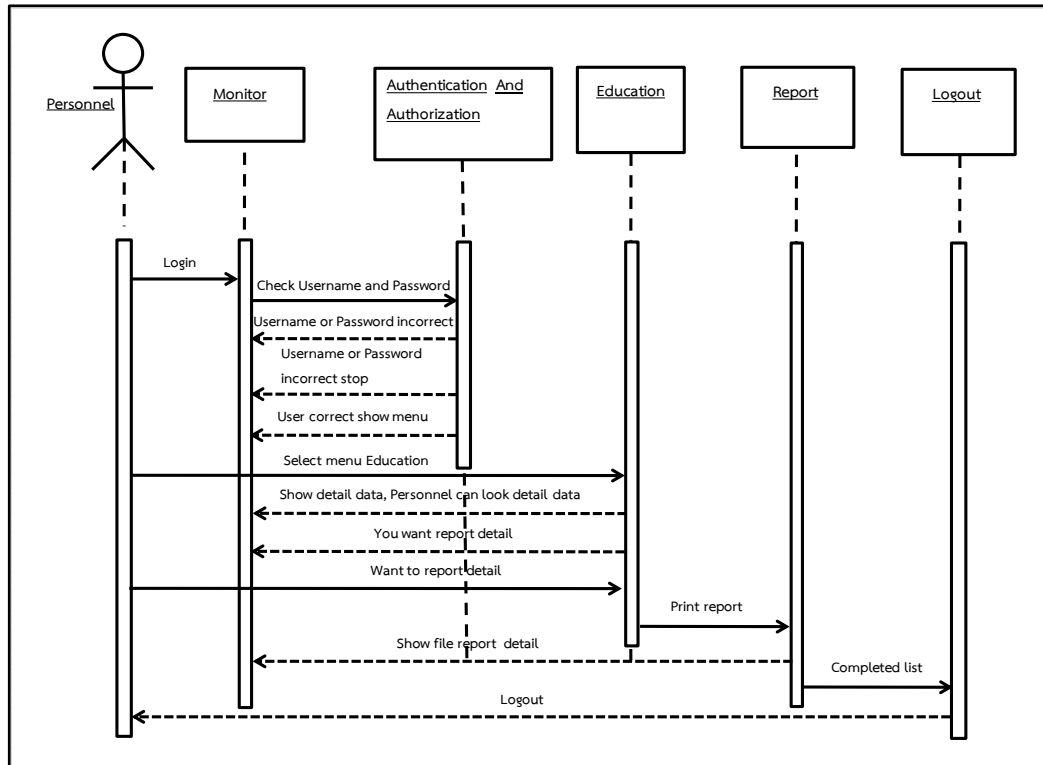 Personnel
Monitor
Authentication And
Authorization
Education
Report
Logout
Login
Check Username and Password
Username or Password incorrect
Username or Password
incorrect stop
User correct show menu
Select menu Education
Show detail data, Personnel can look detail data
You want report detail
Want to report detail
Print report
Show file report detail
Completed list
Logout